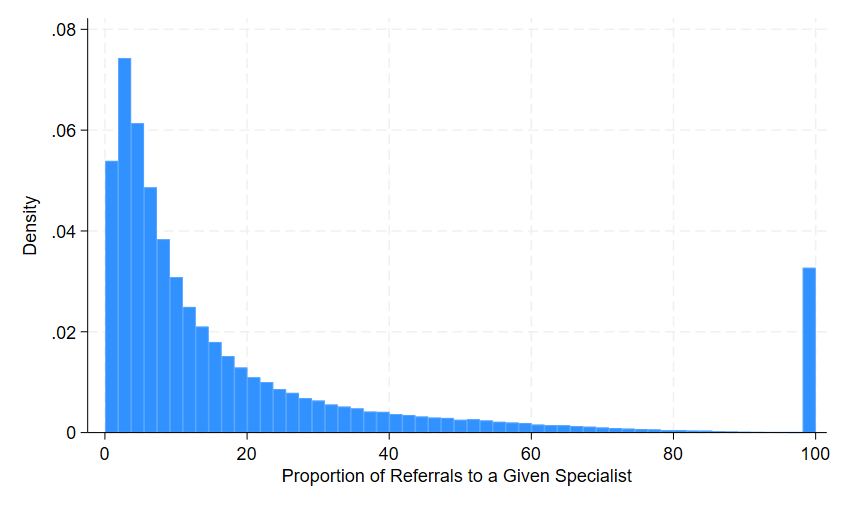 .08
.06
.04
.02
0
Density
0 20 40 60 80 100
Proportion of Referrals to a Given Specialist